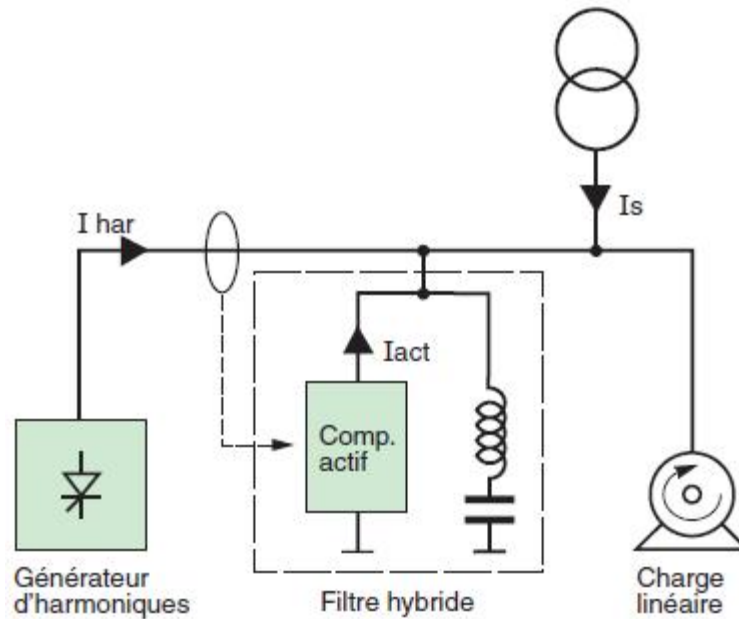 Is
I har
Iact
Comp.
actif
Générateur
d'harmoniques
Filtre hybride
Charge
linéaire